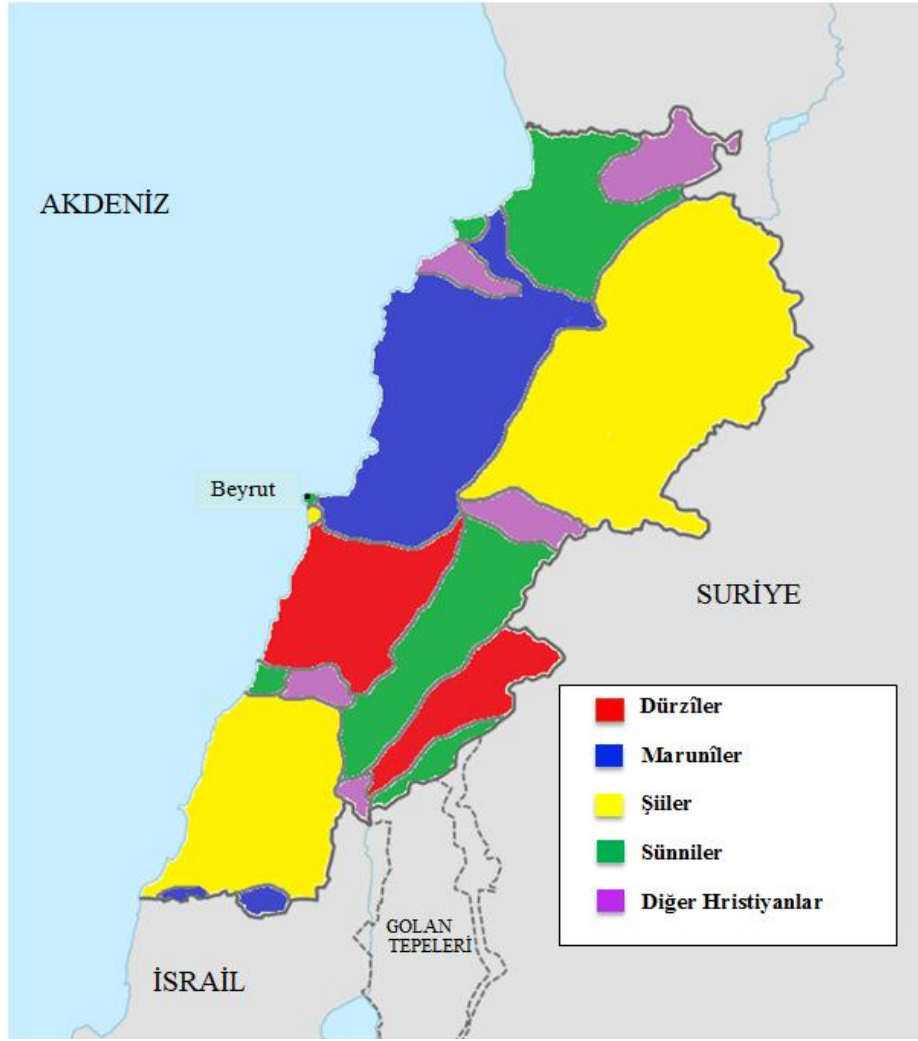 AKDENİZ
Beyrut
SURİYE
Dürzîler
Marunîler
Şiiler
Sünniler
Diğer Hristiyanlar
GOLAN
TEPELERİ
İSRAİL